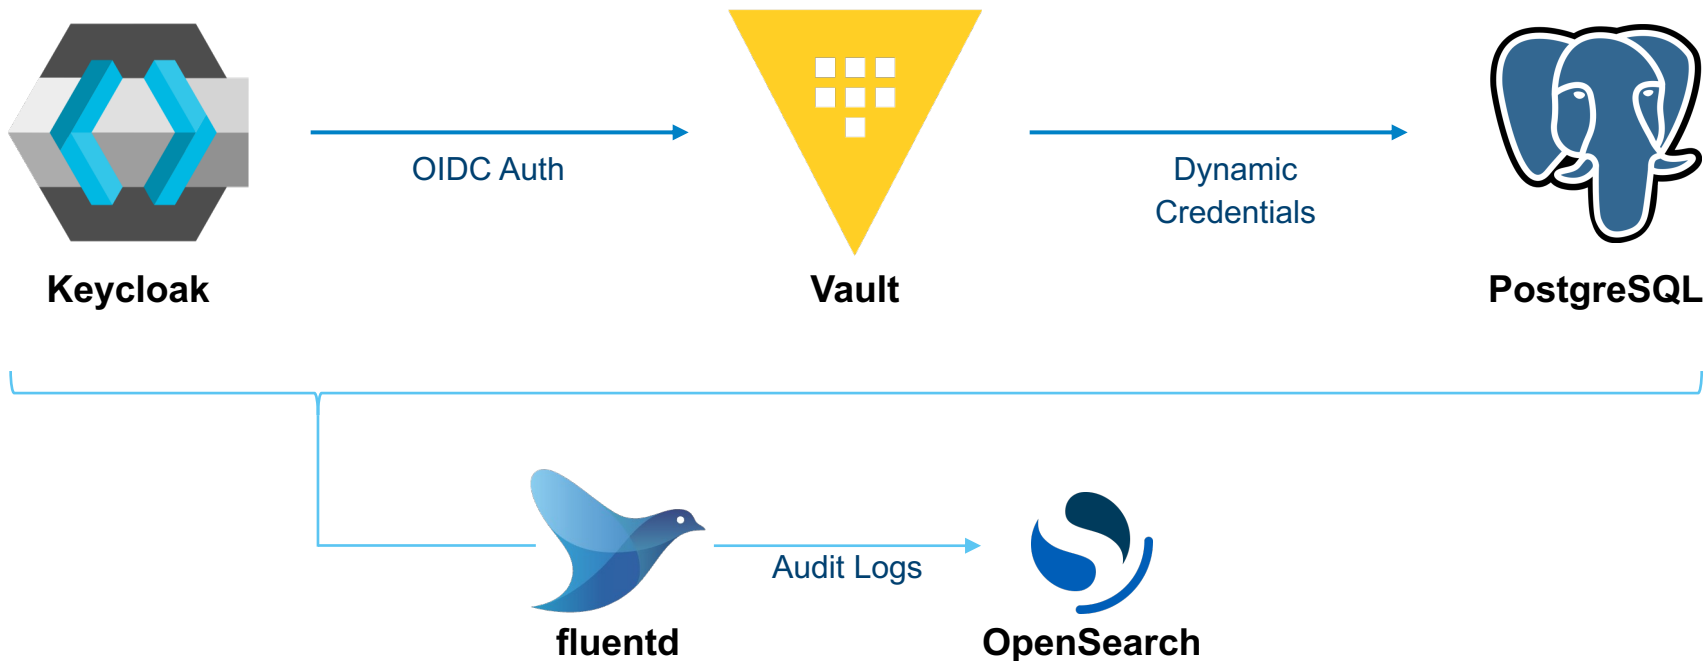 OIDC Auth
Dynamic
Credentials
Keycloak
Vault
PostgreSQL
Audit Logs
fluentd
OpenSearch